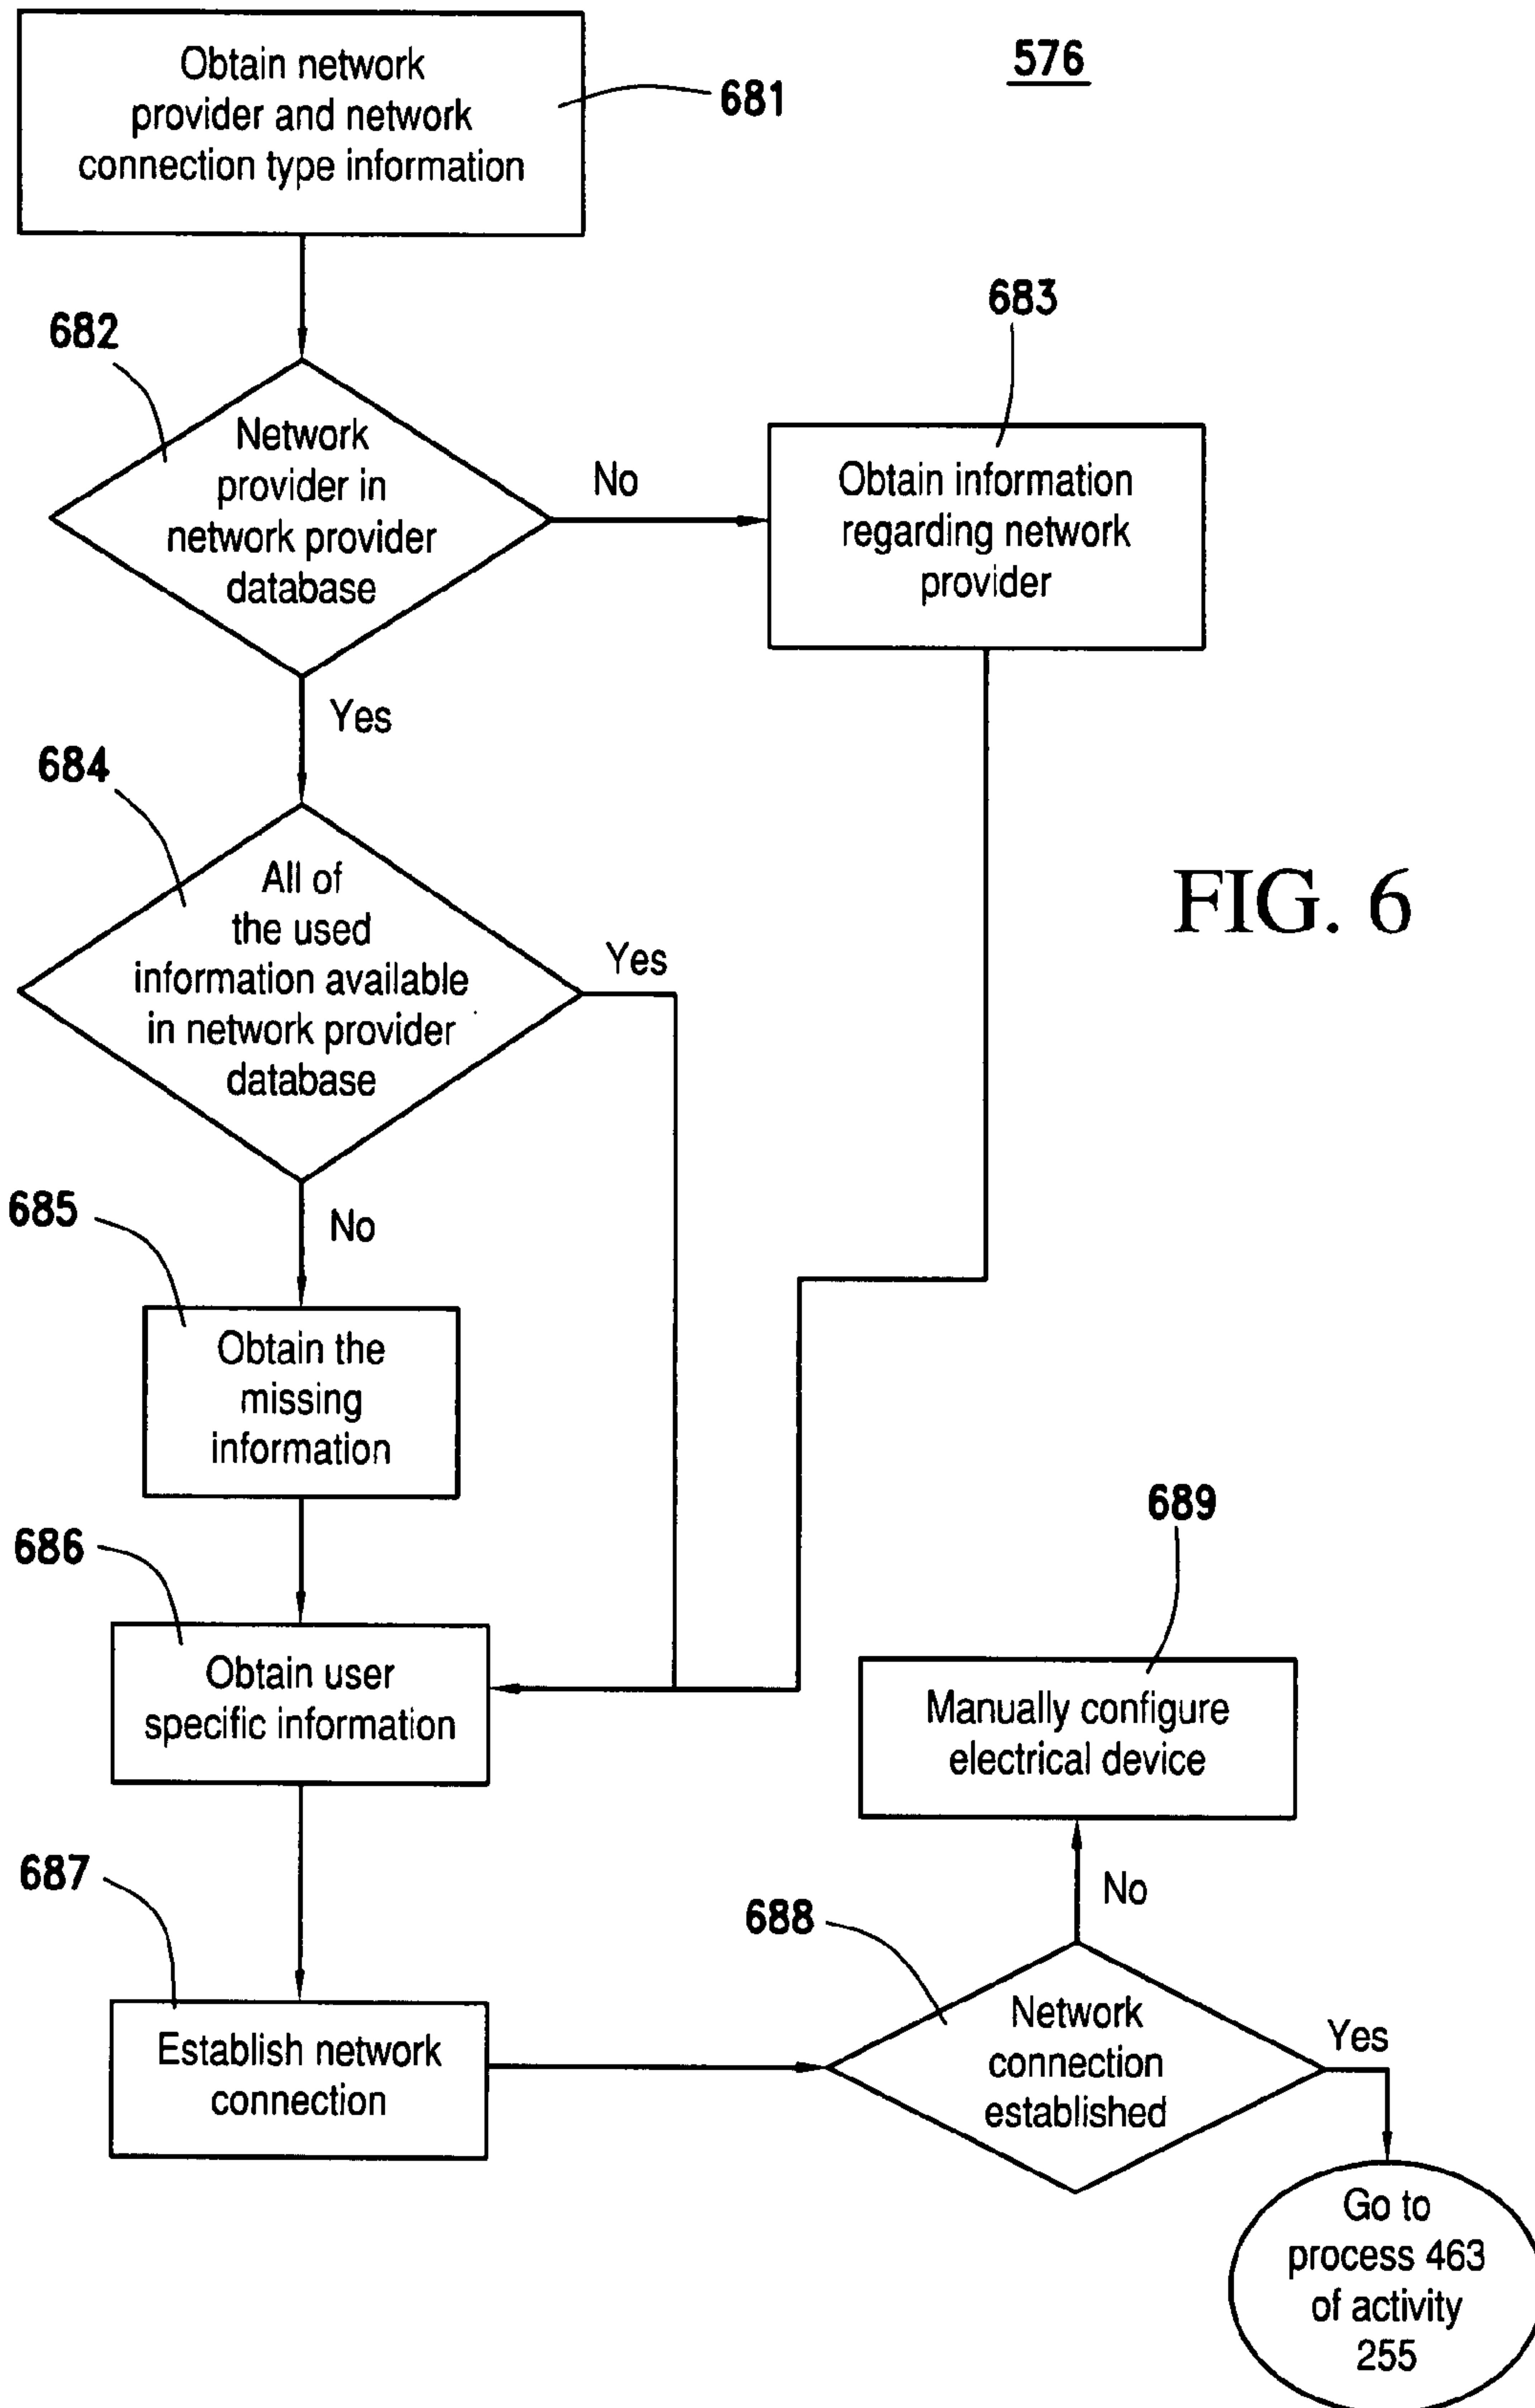 576
Obtain network
provider and network
connection type information
681
682
Network
provider in
network provider
database
No
683
Obtain information
regarding network
provider
Yes
684
All of
the used
information available
in network provider
database
Yes
FIG. 6
No
685
Obtain the
missing
information
686
Obtain user
specific information
689
Manually configure
electrical device
687
Establish network
connection
No
688
Network
connection
established
Yes
Go to
process 463
of activity
255